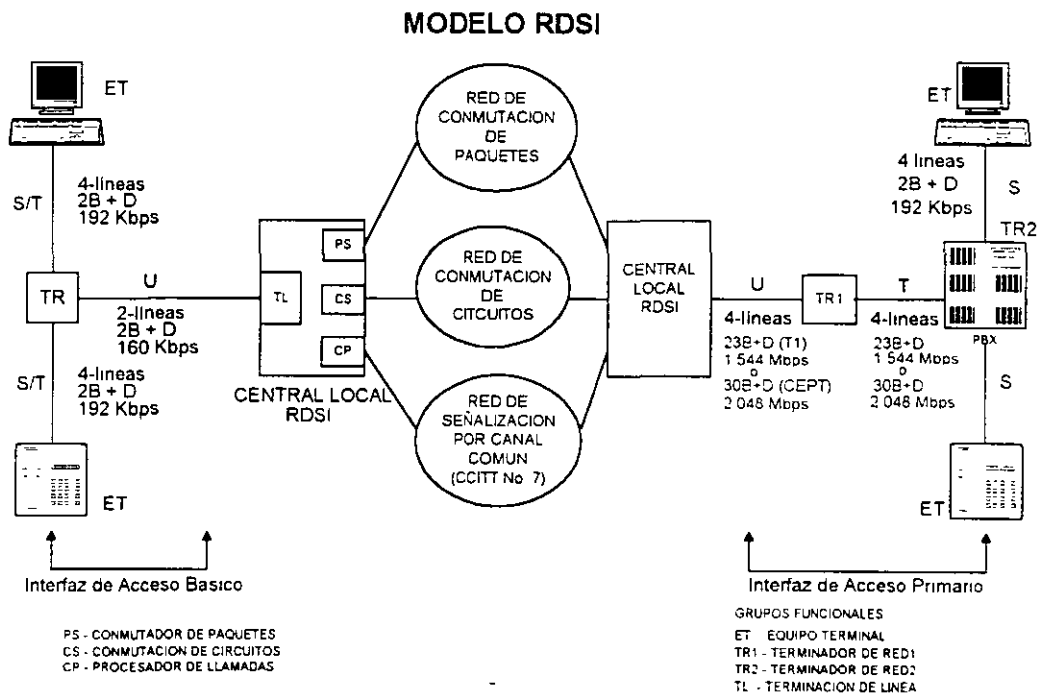 MODELO RDSI
ET
S/T
4-líneas
2B + D
192 Kbps
TR
U
2-líneas
2B + D
160 Kbps
S/T
4-líneas
2B + D
192 Kbps
ET
Interfaz de Acceso Basico
PS - CONMUTADOR DE PAQUETES
CS - CONMUTACION DE CIRCUITOS
CP - PROCESADOR DE LLAMADAS
TL
PS
CS
CP
CENTRAL LOCAL
RDSI
RED DE
CONMUTACION
DE
PAQUETES
RED DE
CONMUTACION
DE
CITCUITOS
RED DE
SEÑALIZACION
POR CANAL
COMUN
(CCITT No 7)
CENTRAL
LOCAL
RDSI
U
4-líneas
23B+D (T1)
1 544 Mbps
o
30B+D (CEPT)
2 048 Mbps
TR1
T
4-líneas
23B+D
1 544 Mbps
o
30B+D
2 048 Mbps
ET
4 lineas
2B + D
192 Kbps
S
TR2
PBX
S
ET
Interfaz de Acceso Primario
GRUPOS FUNCIONALES
ET EQUIPO TERMINAL
TR1 - TERMINADOR DE RED1
TR2 - TERMINADOR DE RED2
TL - TERMINACION DE LINEA